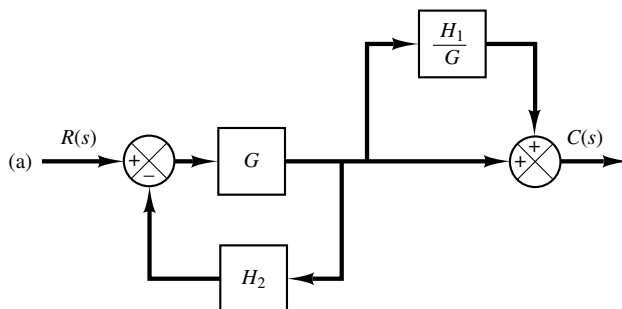 H₁
G
R(s)
C(s)
+
(a)
+
G
+
−
H₂